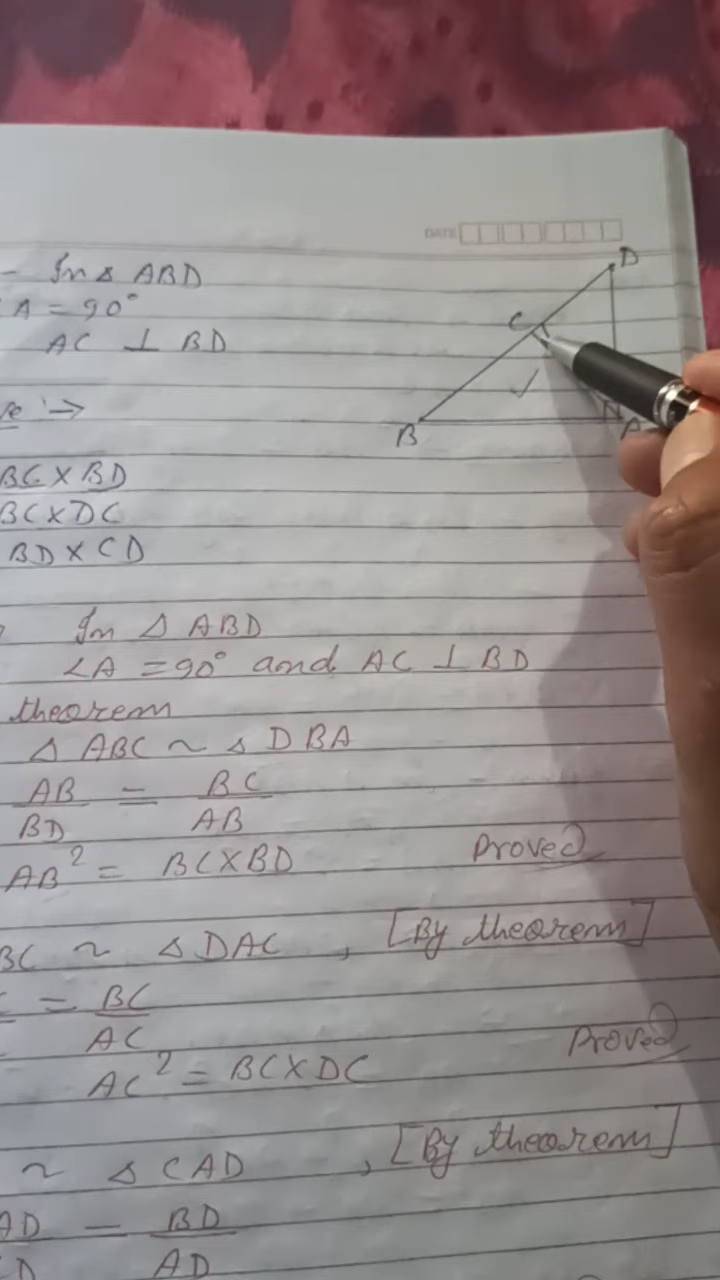 DATE
D
– In △ ABD
A = 90°
C
AC ⊥ BD
B
A
BC × BD
BC × DC
BD × CD
In △ ABD
∠A = 90° and AC ⊥ BD
theorem
△ ABC ~ △ DBA
AB/BD = BC/AB
AB² = BC×BD Proved
BC ~ △ DAC , [By theorem]
= BC/AC
AC² = BC×DC Proved
~ △ CAD , [By theorem]
AD = BD
D AD